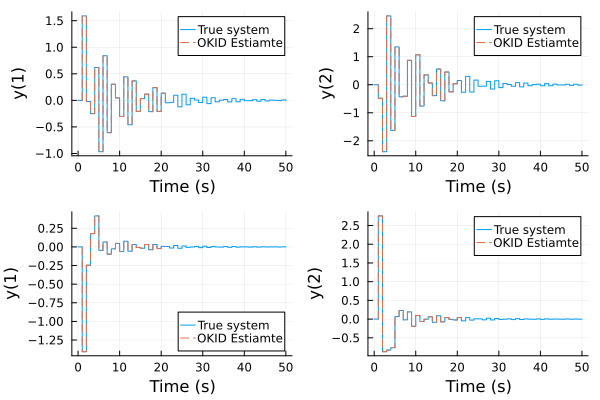 1.5
1.0
0.5
0.0
−0.5
−1.0
y(1)
0 10 20 30 40 50
Time (s)
True system
OKID Estiamte
2
1
0
−1
−2
y(2)
0 10 20 30 40 50
Time (s)
True system
OKID Estiamte
0.25
0.00
−0.25
−0.50
−0.75
−1.00
−1.25
y(1)
0 10 20 30 40 50
Time (s)
True system
OKID Estiamte
2.5
2.0
1.5
1.0
0.5
0.0
−0.5
y(2)
0 10 20 30 40 50
Time (s)
True system
OKID Estiamte